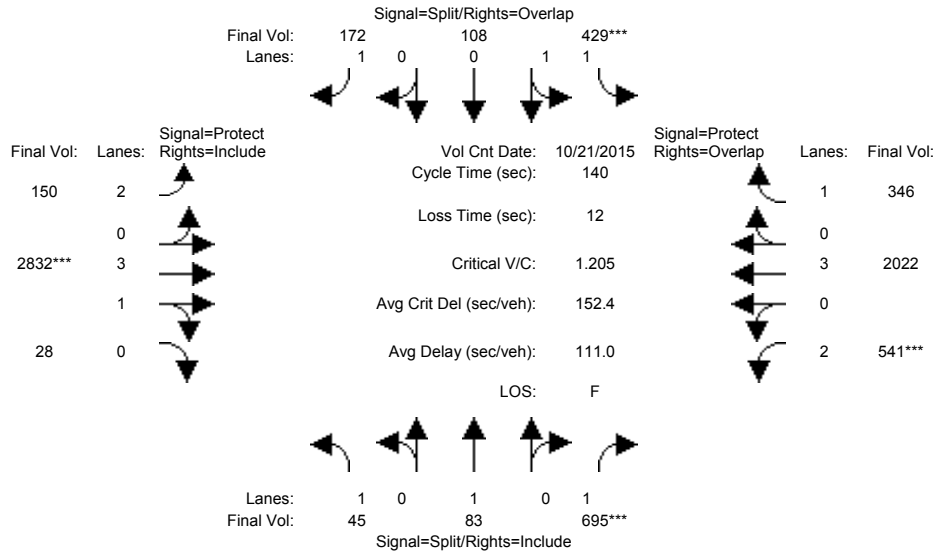 Signal=Split/Rights=Overlap
Final Vol: 172 108 429***
Lanes: 1 0 0 1 1
Signal=Protect
Final Vol: Lanes: Rights=Include
Vol Cnt Date: 10/21/2015
Signal=Protect
Rights=Overlap Lanes: Final Vol:
Cycle Time (sec): 140
150 2
1 346
Loss Time (sec): 12
0
0
2832*** 3
Critical V/C: 1.205
3 2022
1
Avg Crit Del (sec/veh): 152.4
0
28 0
Avg Delay (sec/veh): 111.0
2 541***
LOS: F
Lanes: 1 0 1 0 1
Final Vol: 45 83 695***
Signal=Split/Rights=Include